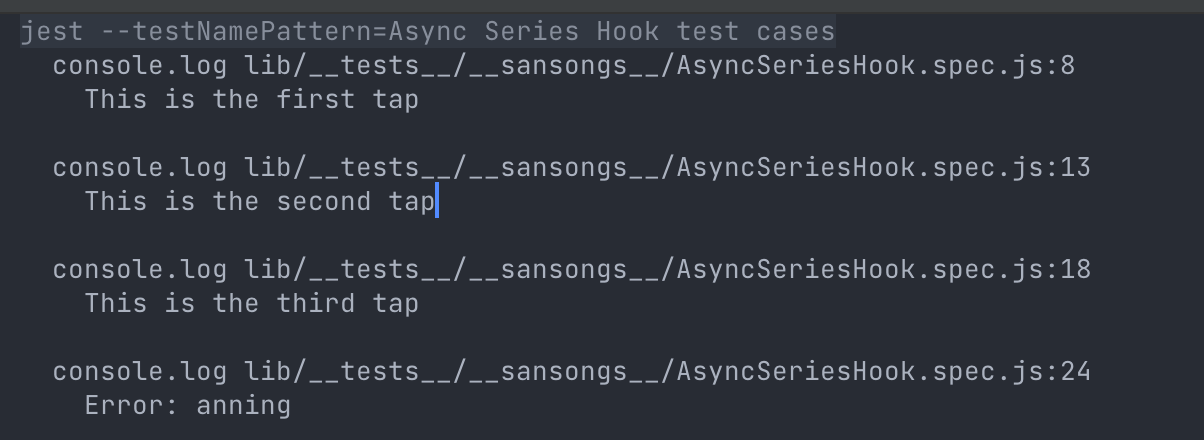 jest --testNamePattern=Async Series Hook test cases
console.log lib/__tests__/__sansongs__/AsyncSeriesHook.spec.js:8
This is the first tap
console.log lib/__tests__/__sansongs__/AsyncSeriesHook.spec.js:13
This is the second tap
console.log lib/__tests__/__sansongs__/AsyncSeriesHook.spec.js:18
This is the third tap
console.log lib/__tests__/__sansongs__/AsyncSeriesHook.spec.js:24
Error: anning